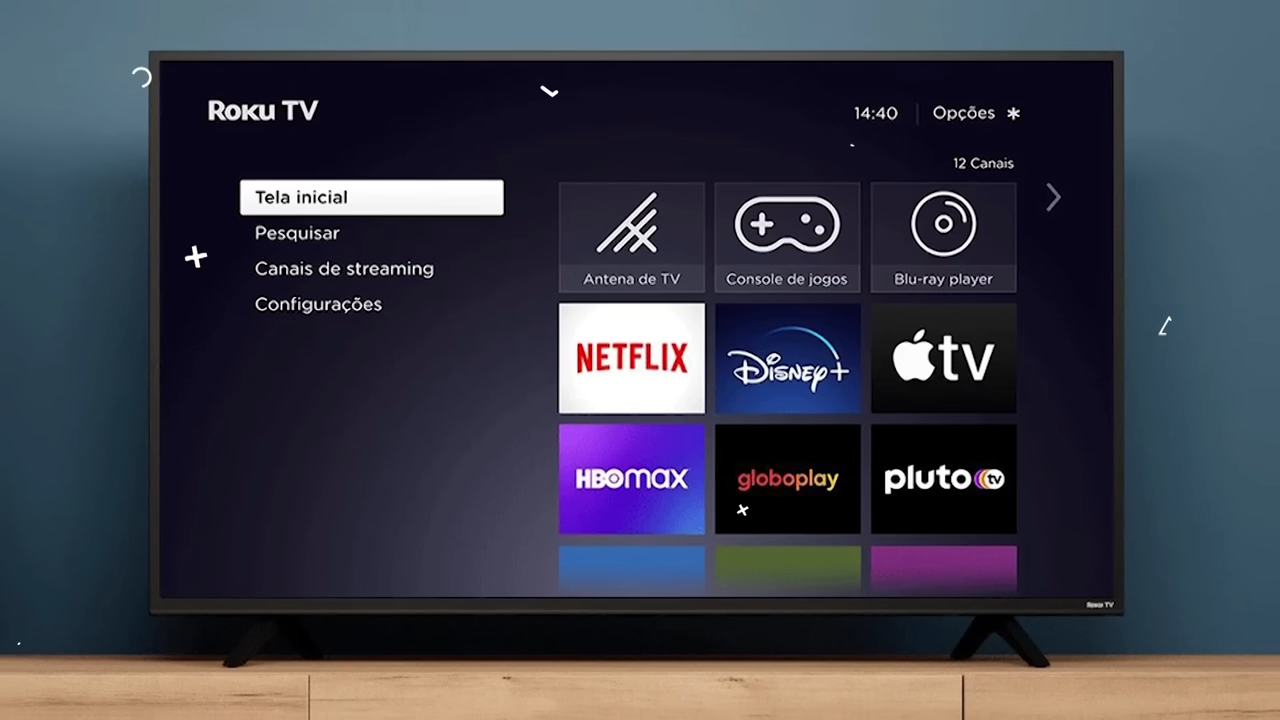 Roku TV
14:40
Opções *
12 Canais
Tela inicial
Pesquisar
Canais de streaming
Configurações
Antena de TV
Console de jogos
Blu-ray player
NETFLIX
Disney+
tv
HBOmax
globoplay
pluto tv
Roku TV